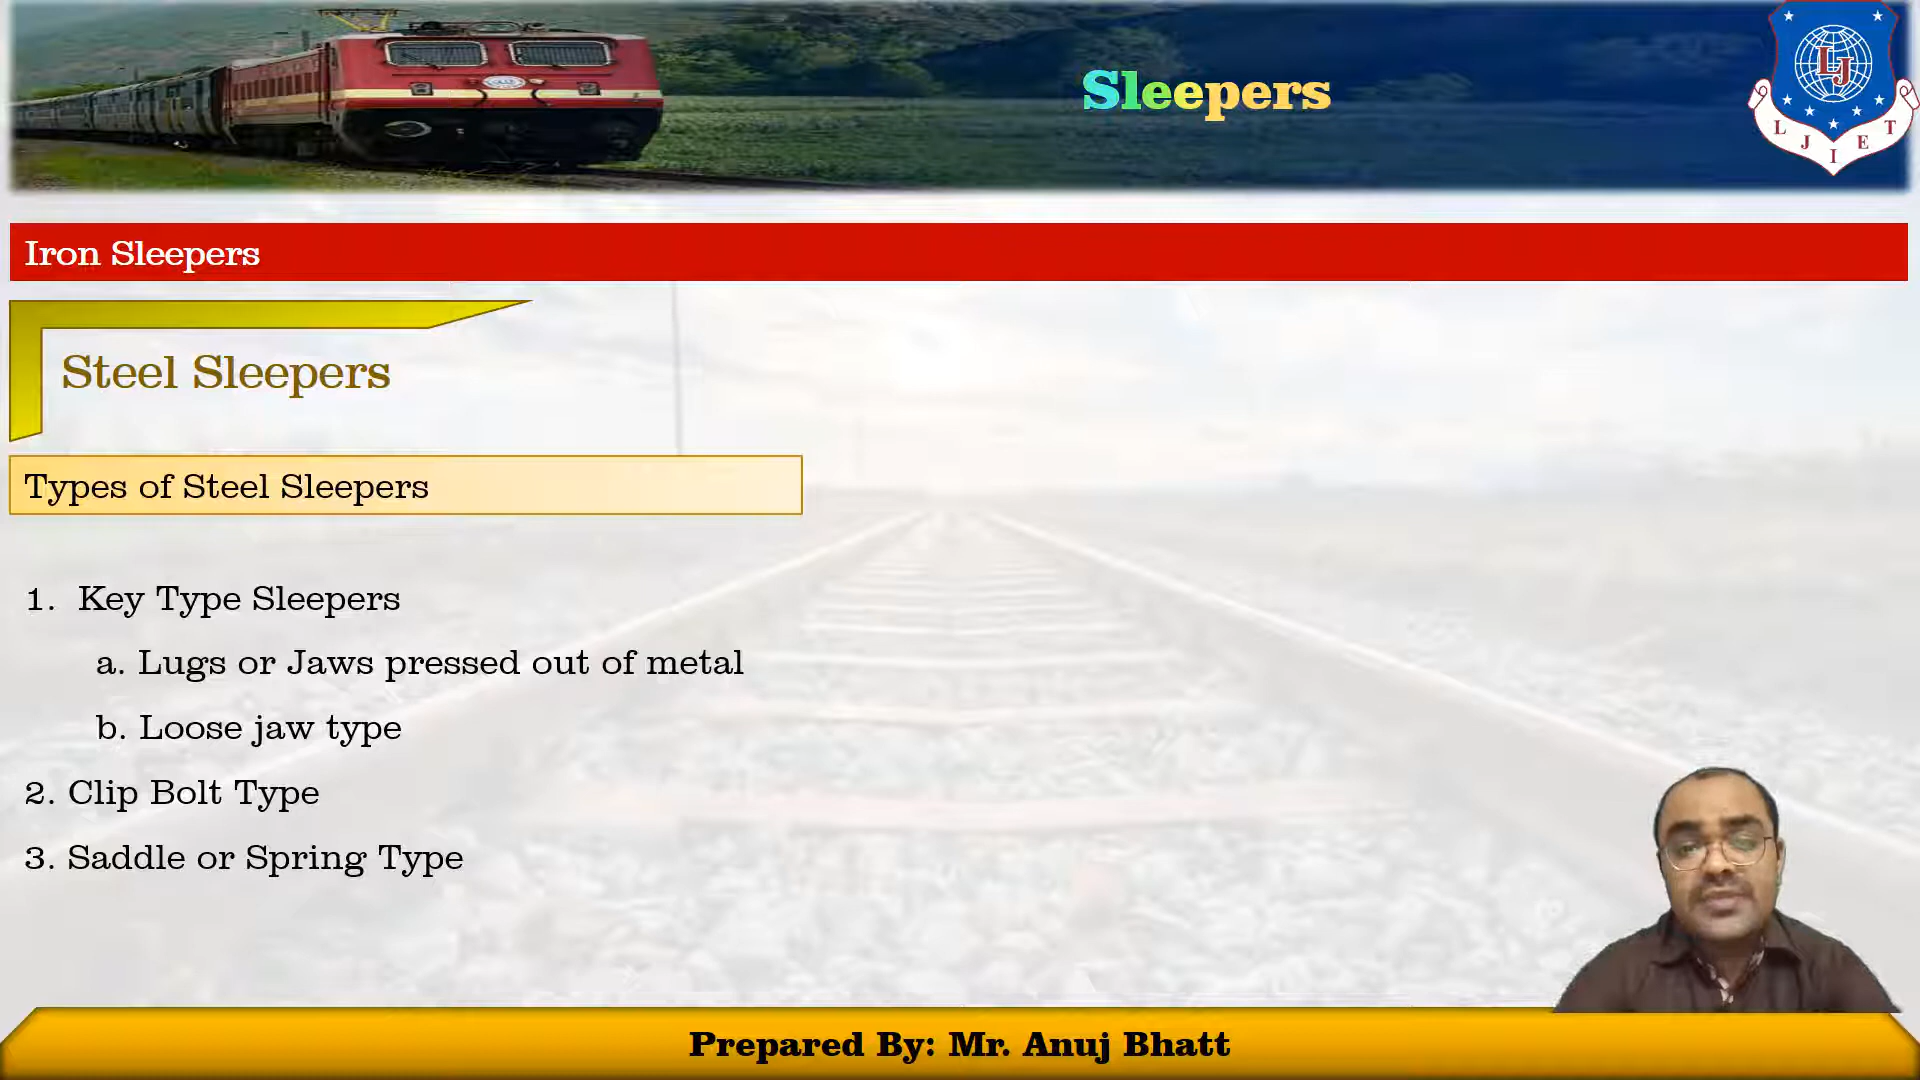 Sleepers
LJ
L J I E T
Iron Sleepers
Steel Sleepers
Types of Steel Sleepers
1. Key Type Sleepers
a. Lugs or Jaws pressed out of metal
b. Loose jaw type
2. Clip Bolt Type
3. Saddle or Spring Type
Prepared By: Mr. Anuj Bhatt